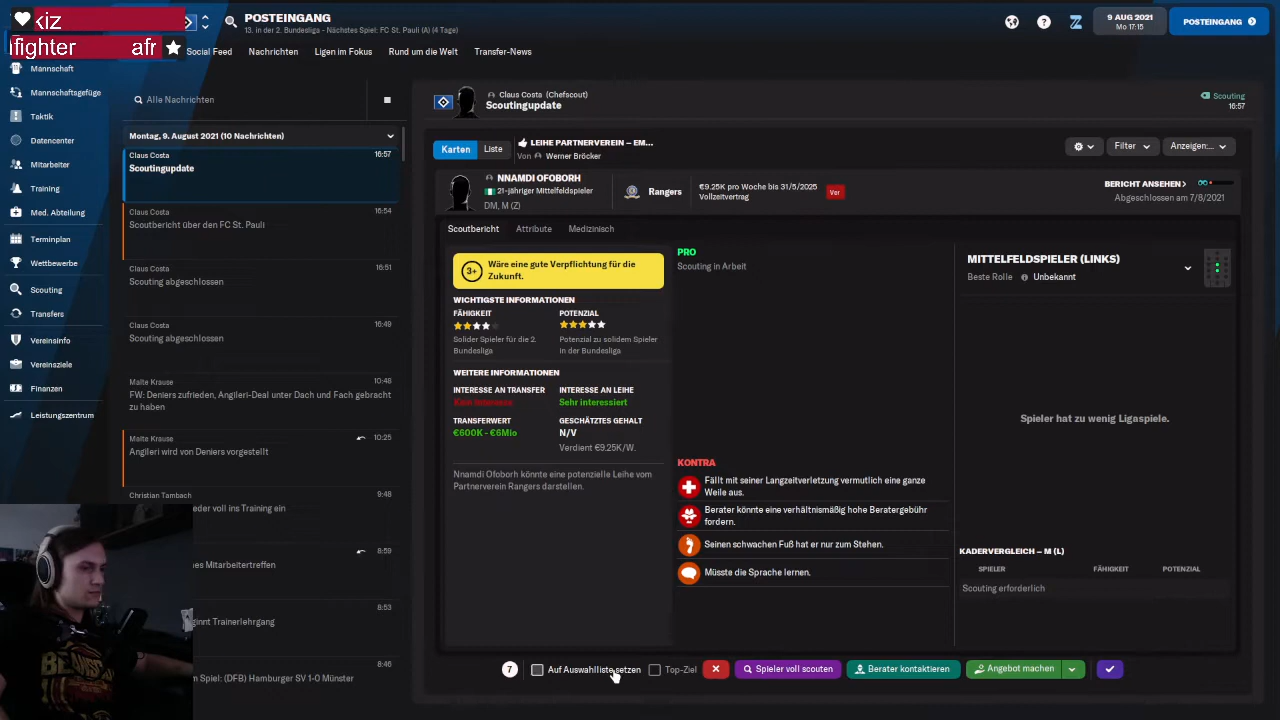 kiz
ifighter afr
POSTEINGANG
13. in der 2. Bundesliga - Nächstes Spiel: FC St. Pauli (A) (4 Tage)
9 AUG 2021
Mo 17:15
POSTEINGANG
Social Feed
Nachrichten
Ligen im Fokus
Rund um die Welt
Transfer-News
Mannschaft
Mannschaftsgefüge
Taktik
Datencenter
Mitarbeiter
Training
Med. Abteilung
Terminplan
Wettbewerbe
Scouting
Transfers
Vereinsinfo
Vereinsziele
Finanzen
Leistungszentrum
Alle Nachrichten
Montag, 9. August 2021 (10 Nachrichten)
Claus Costa 16:57
Scoutingupdate
Claus Costa 16:54
Scoutbericht über den FC St. Pauli
Claus Costa 16:51
Scouting abgeschlossen
Claus Costa 16:49
Scouting abgeschlossen
Malte Krause 10:48
FW: Deniers zufrieden, Angileri-Deal unter Dach und Fach gebracht
zu haben
Malte Krause 10:25
Angileri wird von Deniers vorgestellt
Christian Tambach 9:48
eder voll ins Training ein
8:59
nes Mitarbeitertreffen
8:53
ginnt Trainerlehrgang
8:46
m Spiel: (DFB) Hamburger SV 1-0 Münster
Claus Costa (Chefscout)
Scoutingupdate
Scouting
16:57
Karten
Liste
LEIHE PARTNERVEREIN – EM...
Von Werner Bröcker
Filter
Anzeigen:...
NNAMDI OFOBORH
21-jähriger Mittelfeldspieler
DM, M (Z)
Rangers
€9.25K pro Woche bis 31/5/2025
Vollzeitvertrag
Ver
BERICHT ANSEHEN
Abgeschlossen am 7/8/2021
Scoutbericht
Attribute
Medizinisch
3+
Wäre eine gute Verpflichtung für die
Zukunft.
WICHTIGSTE INFORMATIONEN
FÄHIGKEIT
Solider Spieler für die 2.
Bundesliga
POTENZIAL
Potenzial zu solidem Spieler
in der Bundesliga
WEITERE INFORMATIONEN
INTERESSE AN TRANSFER
Kein Interesse
INTERESSE AN LEIHE
Sehr interessiert
TRANSFERWERT
€600K - €6Mio
GESCHÄTZTES GEHALT
N/V
Verdient €9.25K/W.
Nnamdi Ofoborh könnte eine potenzielle Leihe vom
Partnerverein Rangers darstellen.
PRO
Scouting in Arbeit
KONTRA
Fällt mit seiner Langzeitverletzung vermutlich eine ganze
Weile aus.
Berater könnte eine verhältnismäßig hohe Beratergebühr
fordern.
Seinen schwachen Fuß hat er nur zum Stehen.
Müsste die Sprache lernen.
MITTELFELDSPIELER (LINKS)
Beste Rolle Unbekannt
Spieler hat zu wenig Ligaspiele.
KADERVERGLEICH – M (L)
SPIELER FÄHIGKEIT POTENZIAL
Scouting erforderlich
7
Auf Auswahlliste setzen
Top-Ziel
Spieler voll scouten
Berater kontaktieren
Angebot machen